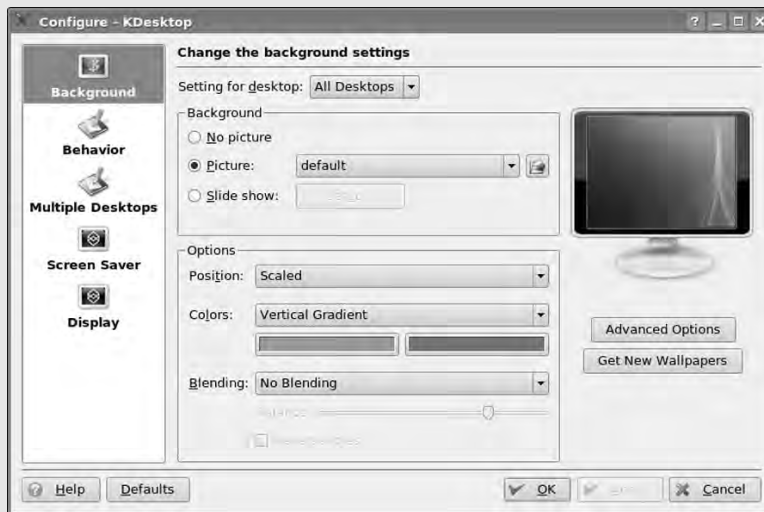 Configure - KDesktop
Change the background settings
Background
Behavior
Multiple Desktops
Screen Saver
Display
Setting for desktop: All Desktops
Background
No picture
Picture: default
Slide show:
Options
Position: Scaled
Colors: Vertical Gradient
Blending: No Blending
Advanced Options
Get New Wallpapers
Help
Defaults
OK
Cancel